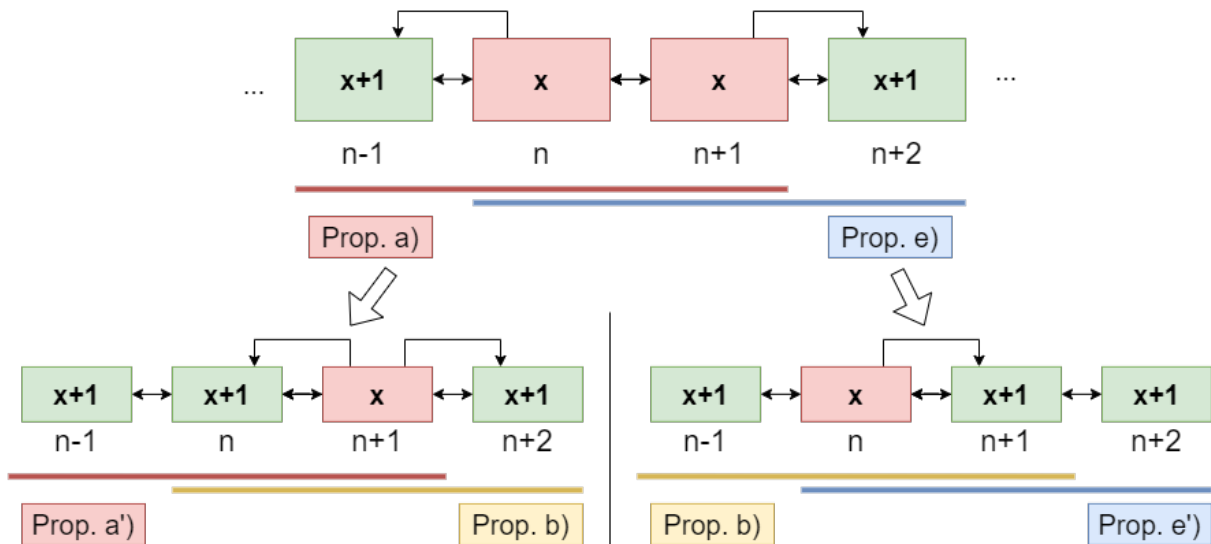 ... x+1 x x x+1 ...
n-1 n n+1 n+2
Prop. a) Prop. e)
x+1 x+1 x x+1 x+1 x x+1 x+1
n-1 n n+1 n+2 n-1 n n+1 n+2
Prop. a') Prop. b) Prop. b) Prop. e')